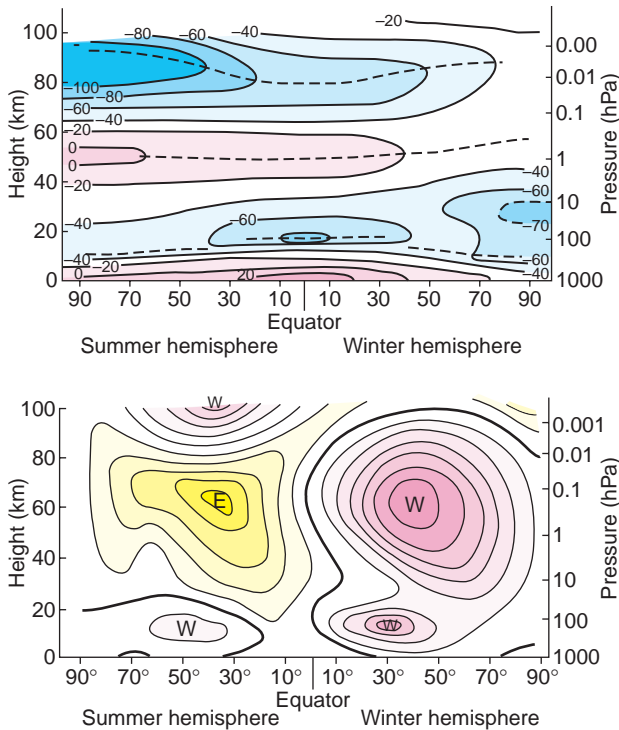 −20
100
−80 −60 −40
0.00
80
0.01
−100
−80
−60
0.1
−40
60
−20
0
0
1
40
−20
−40
−60
−40
−60
10
20
−70
100
−40
−20
0
20
−60
−40
0
1000
90 70 50 30 10 10 30 50 70 90
Equator
Summer hemisphere Winter hemisphere
Height (km)
Pressure (hPa)
W
100
0.001
80
0.01
E
W
60
0.1
1
40
10
20
W
W
100
0
1000
90° 70° 50° 30° 10° 10° 30° 50° 70° 90°
Equator
Summer hemisphere Winter hemisphere
Height (km)
Pressure (hPa)